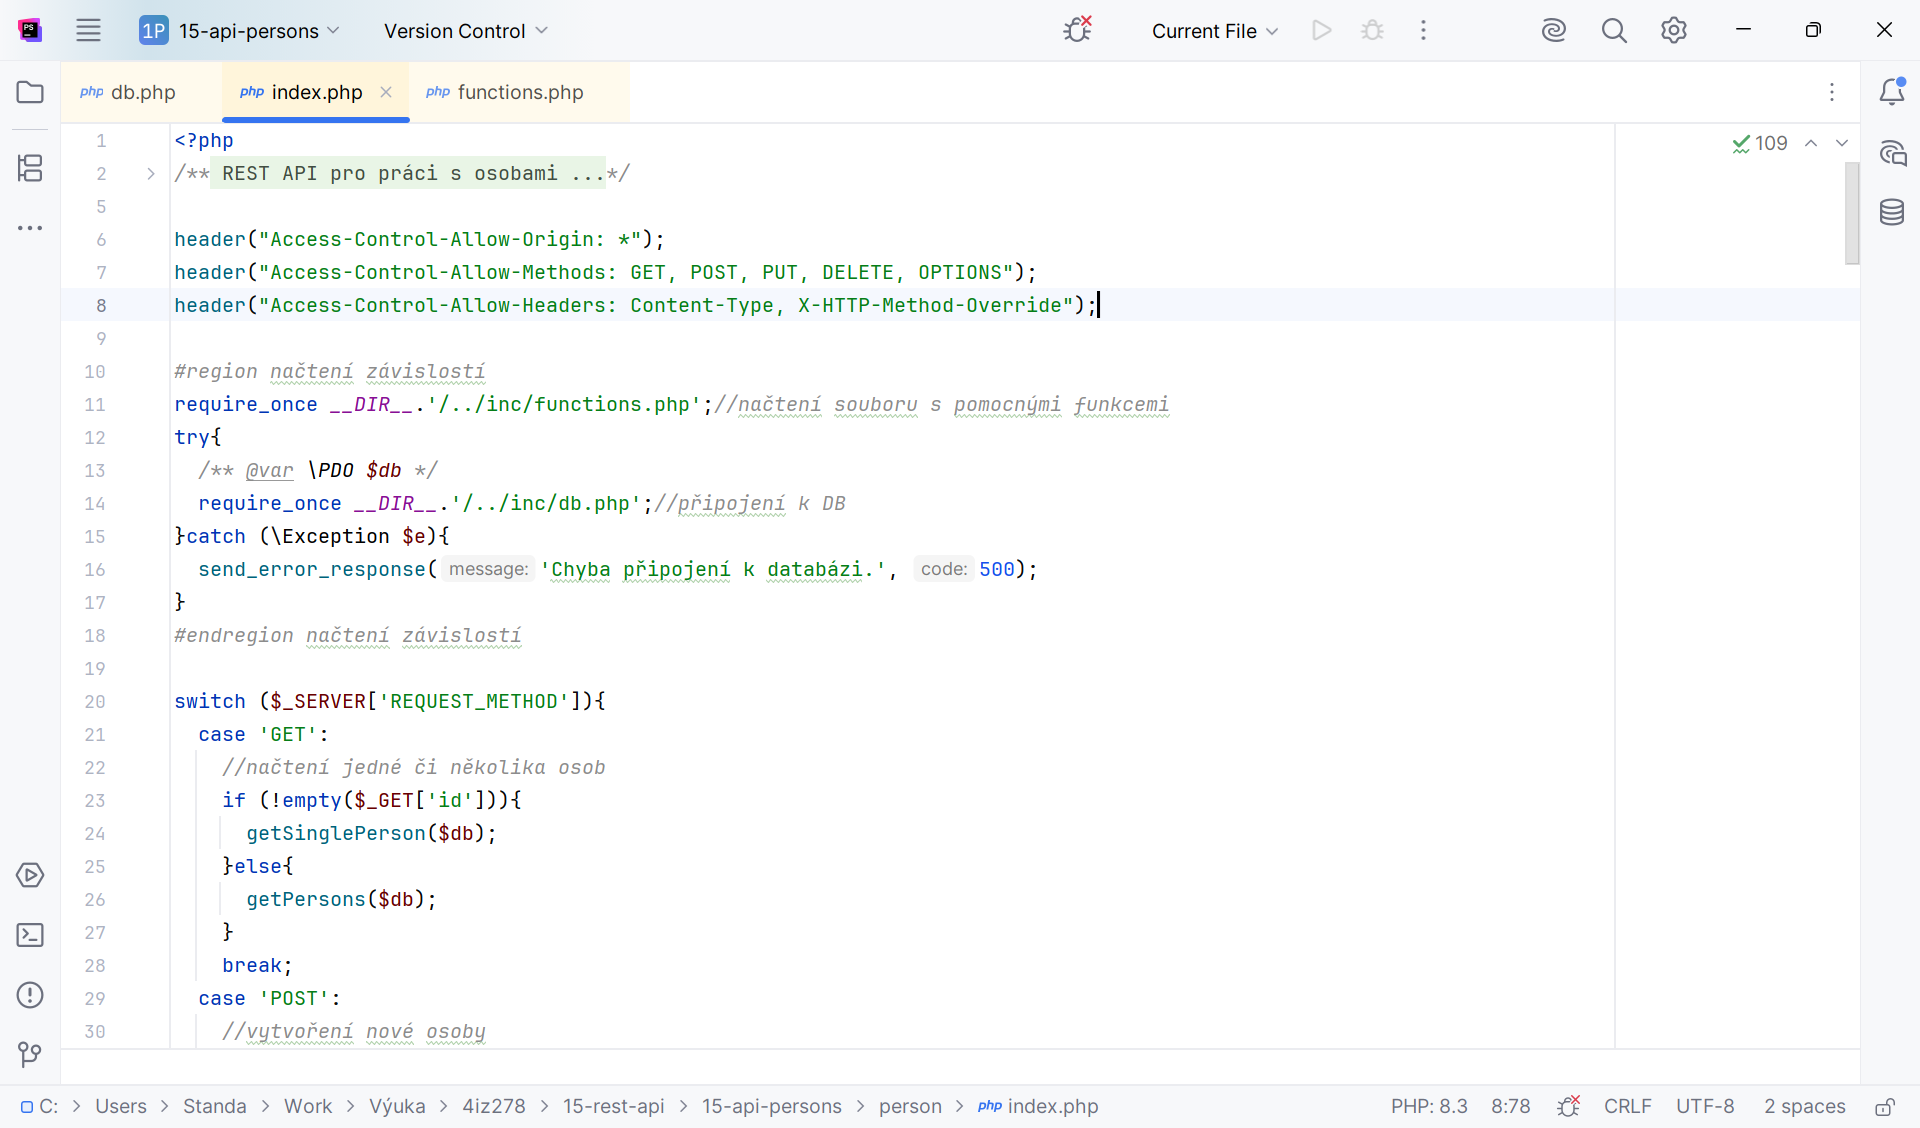 1P 15-api-persons Version Control Current File
php db.php php index.php php functions.php
109
1 <?php
2 /** REST API pro práci s osobami ...*/
5
6 header("Access-Control-Allow-Origin: *");
7 header("Access-Control-Allow-Methods: GET, POST, PUT, DELETE, OPTIONS");
8 header("Access-Control-Allow-Headers: Content-Type, X-HTTP-Method-Override");
9
10 #region načtení závislostí
11 require_once __DIR__.'/../inc/functions.php';//načtení souboru s pomocnými funkcemi
12 try{
13 /** @var \PDO $db */
14 require_once __DIR__.'/../inc/db.php';//připojení k DB
15 }catch (\Exception $e){
16 send_error_response( message: 'Chyba připojení k databázi.', code: 500);
17 }
18 #endregion načtení závislostí
19
20 switch ($_SERVER['REQUEST_METHOD']){
21 case 'GET':
22 //načtení jedné či několika osob
23 if (!empty($_GET['id'])){
24 getSinglePerson($db);
25 }else{
26 getPersons($db);
27 }
28 break;
29 case 'POST':
30 //vytvoření nové osoby
C: > Users > Standa > Work > Výuka > 4iz278 > 15-rest-api > 15-api-persons > person > php index.php PHP: 8.3 8:78 CRLF UTF-8 2 spaces